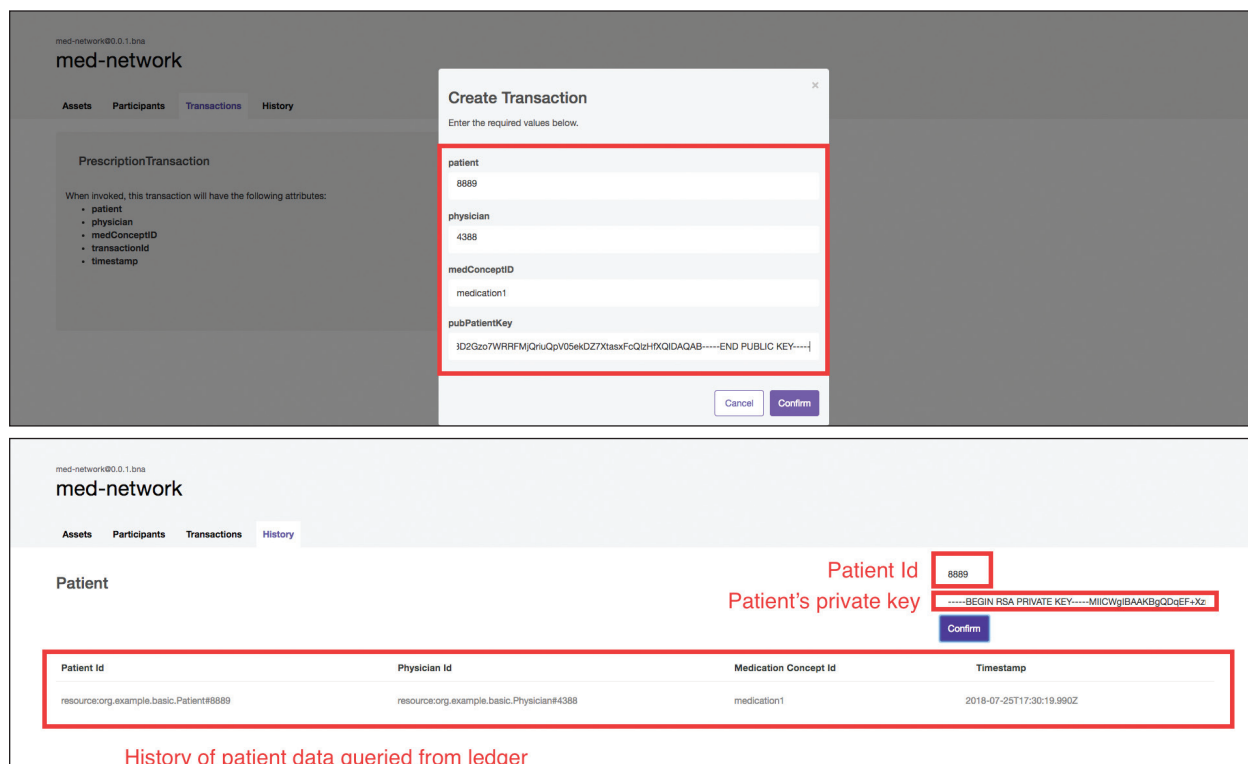 med-network@0.0.1.bna
med-network
Assets Participants Transactions History
PrescriptionTransaction
When invoked, this transaction will have the following attributes:
• patient
• physician
• medConceptID
• transactionId
• timestamp
×
Create Transaction
Enter the required values below.
patient
8889
physician
4388
medConceptID
medication1
pubPatientKey
Cancel Confirm
med-network@0.0.1.bna
med-network
Assets Participants Transactions History
Patient
Patient Id 8889
Patient's private key -----BEGIN RSA PRIVATE KEY-----MIICWgIBAAKBgQDqEF+Xz
Confirm
Patient Id Physician Id Medication Concept Id Timestamp
resource:org.example.basic.Patient#8889 resource:org.example.basic.Physician#4388 medication1 2018-07-25T17:30:19.990Z
History of patient data queried from ledger